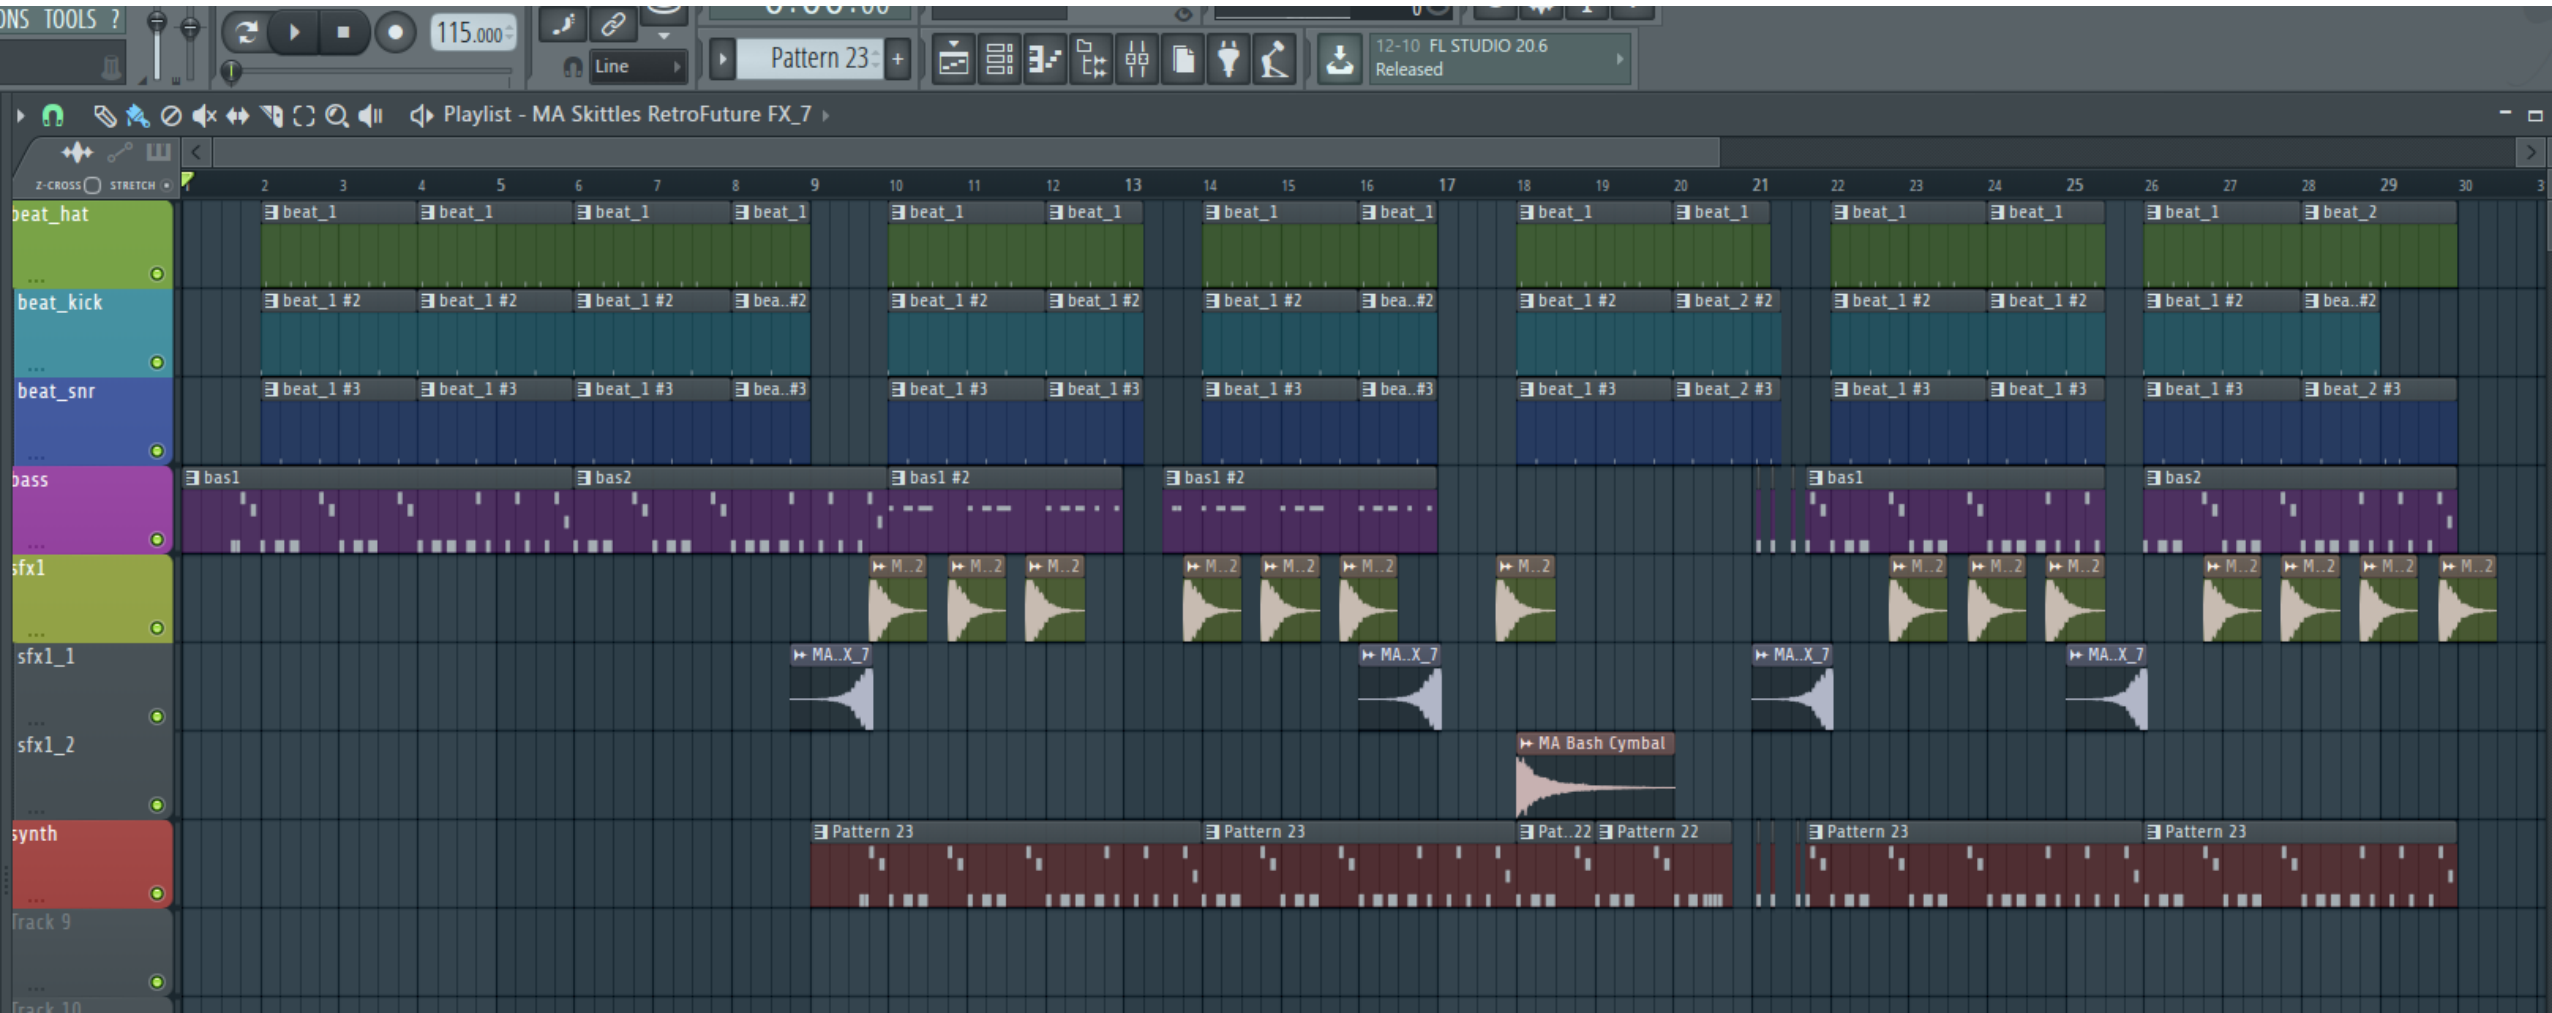 ONS TOOLS ?
115.000
Line
Pattern 23
+
12-10 FL STUDIO 20.6
Released
Playlist - MA Skittles RetroFuture FX_7
Z-CROSS STRETCH
2 3 4 5 6 7 8 9 10 11 12 13 14 15 16 17 18 19 20 21 22 23 24 25 26 27 28 29 30 3
beat_hat
beat_1 beat_1 beat_1 beat_1 beat_1 beat_1 beat_1 beat_1 beat_1 beat_1 beat_1 beat_1 beat_1 beat_2
beat_kick
beat_1 #2 beat_1 #2 beat_1 #2 bea..#2 beat_1 #2 beat_1 #2 beat_1 #2 bea..#2 beat_1 #2 beat_2 #2 beat_1 #2 beat_1 #2 beat_1 #2 bea..#2
beat_snr
beat_1 #3 beat_1 #3 beat_1 #3 bea..#3 beat_1 #3 beat_1 #3 beat_1 #3 bea..#3 beat_1 #3 beat_2 #3 beat_1 #3 beat_1 #3 beat_1 #3 beat_2 #3
bass
bas1 bas2 bas1 #2 bas1 #2 bas1 bas2
sfx1
M..2 M..2 M..2 M..2 M..2 M..2 M..2 M..2 M..2 M..2 M..2 M..2 M..2 M..2
sfx1_1
MA..X_7 MA..X_7 MA..X_7 MA..X_7
sfx1_2
MA Bash Cymbal
synth
Pattern 23 Pattern 23 Pat..22 Pattern 22 Pattern 23 Pattern 23
Track 9
Track 10